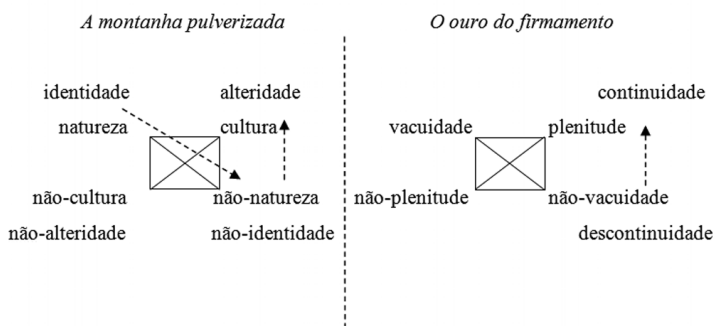 A montanha pulverizada
identidade alteridade
natureza cultura
não-cultura não-natureza
não-alteridade não-identidade
O ouro do firmamento
continuidade
vacuidade plenitude
não-plenitude não-vacuidade
descontinuidade